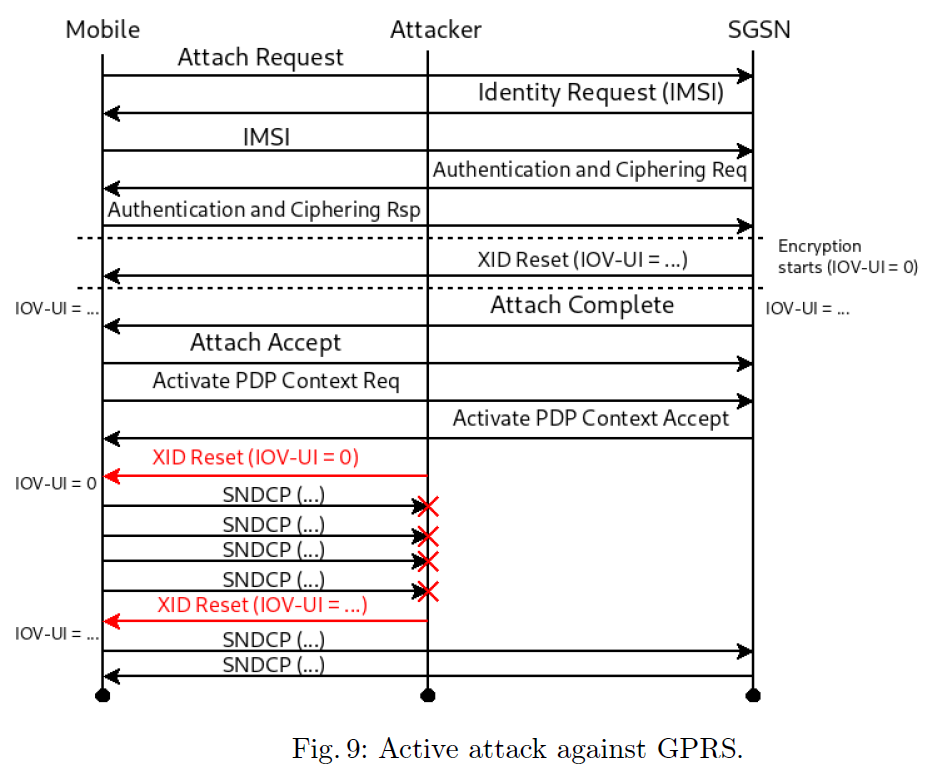 Mobile Attacker SGSN
Attach Request
Identity Request (IMSI)
IMSI
Authentication and Ciphering Req
Authentication and Ciphering Rsp
Encryption
starts (IOV-UI = 0)
XID Reset (IOV-UI = ...)
IOV-UI = ... Attach Complete IOV-UI = ...
Attach Accept
Activate PDP Context Req
Activate PDP Context Accept
XID Reset (IOV-UI = 0)
IOV-UI = 0
SNDCP (...)
SNDCP (...)
SNDCP (...)
SNDCP (...)
XID Reset (IOV-UI = ...)
IOV-UI = ...
SNDCP (...)
SNDCP (...)
Fig. 9: Active attack against GPRS.